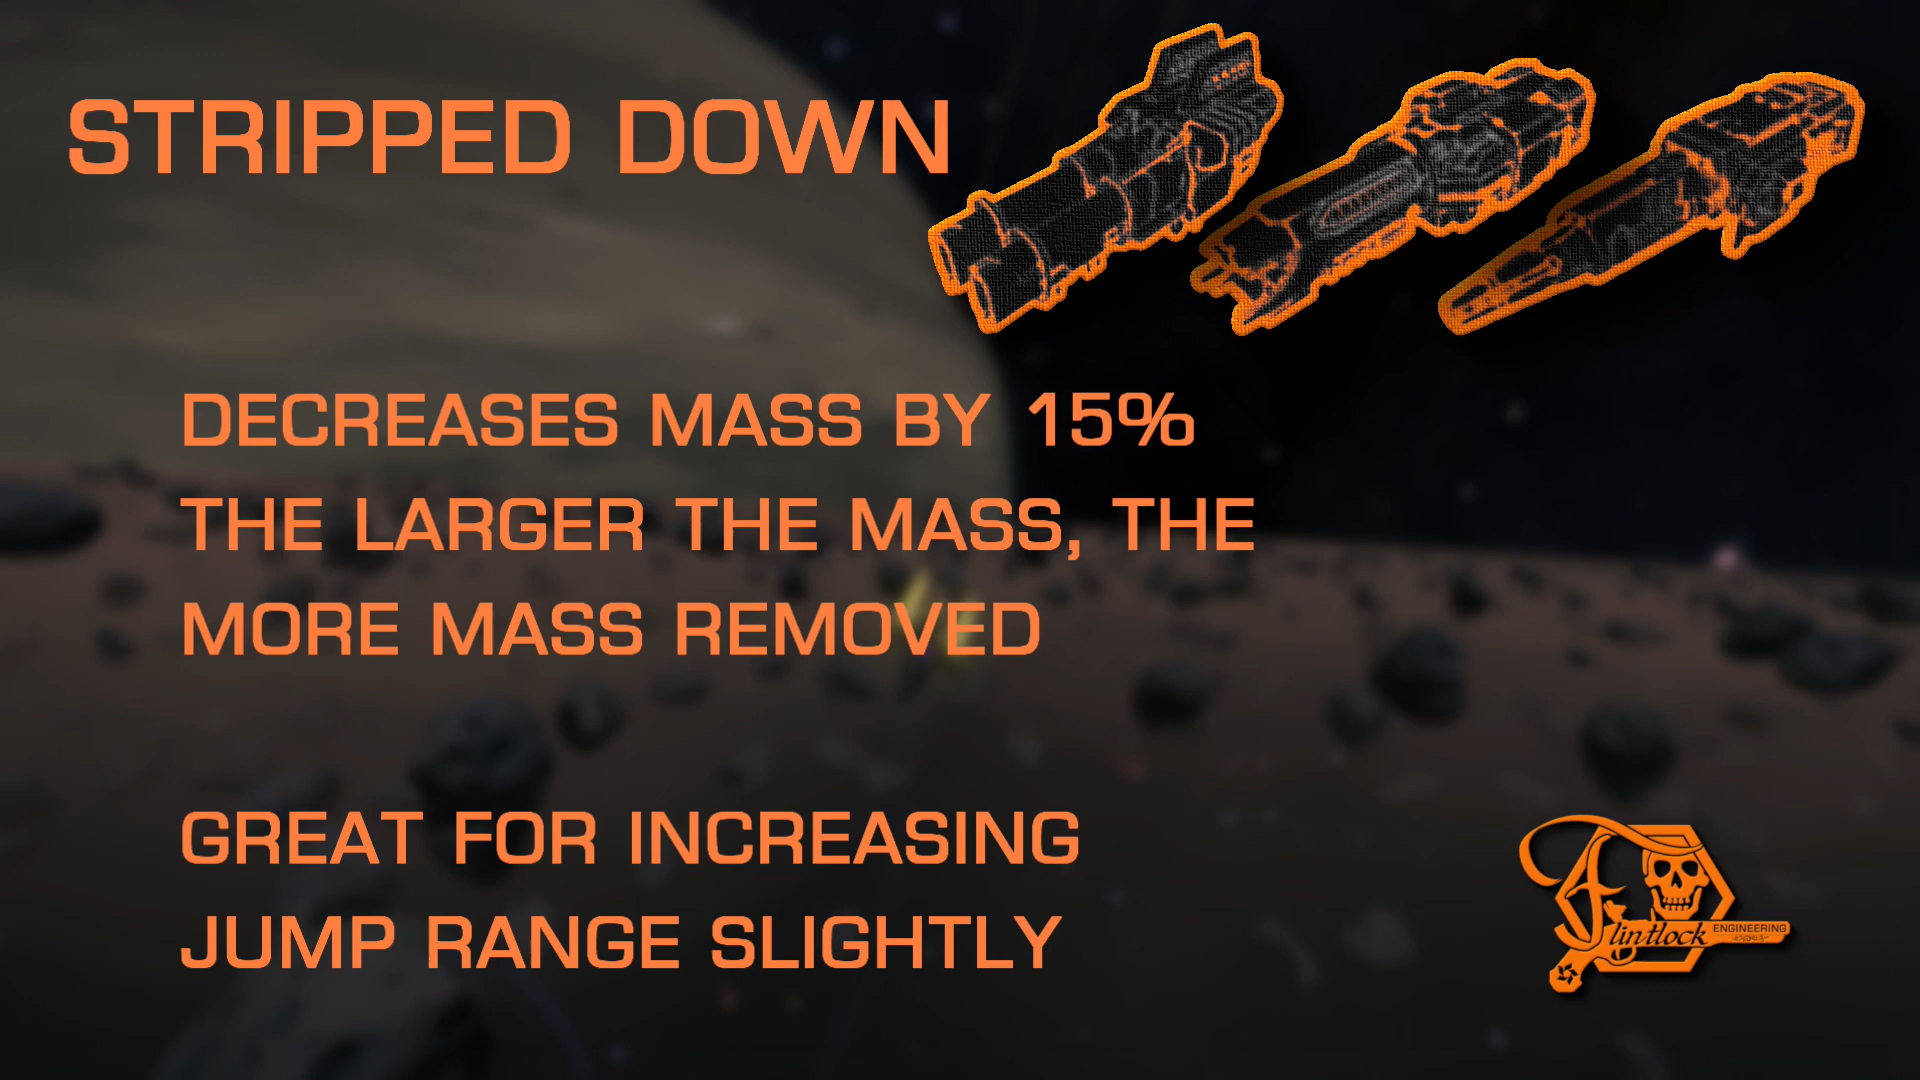 STRIPPED DOWN
DECREASES MASS BY 15%
THE LARGER THE MASS, THE
MORE MASS REMOVED
GREAT FOR INCREASING
JUMP RANGE SLIGHTLY
Flintlock ENGINEERING